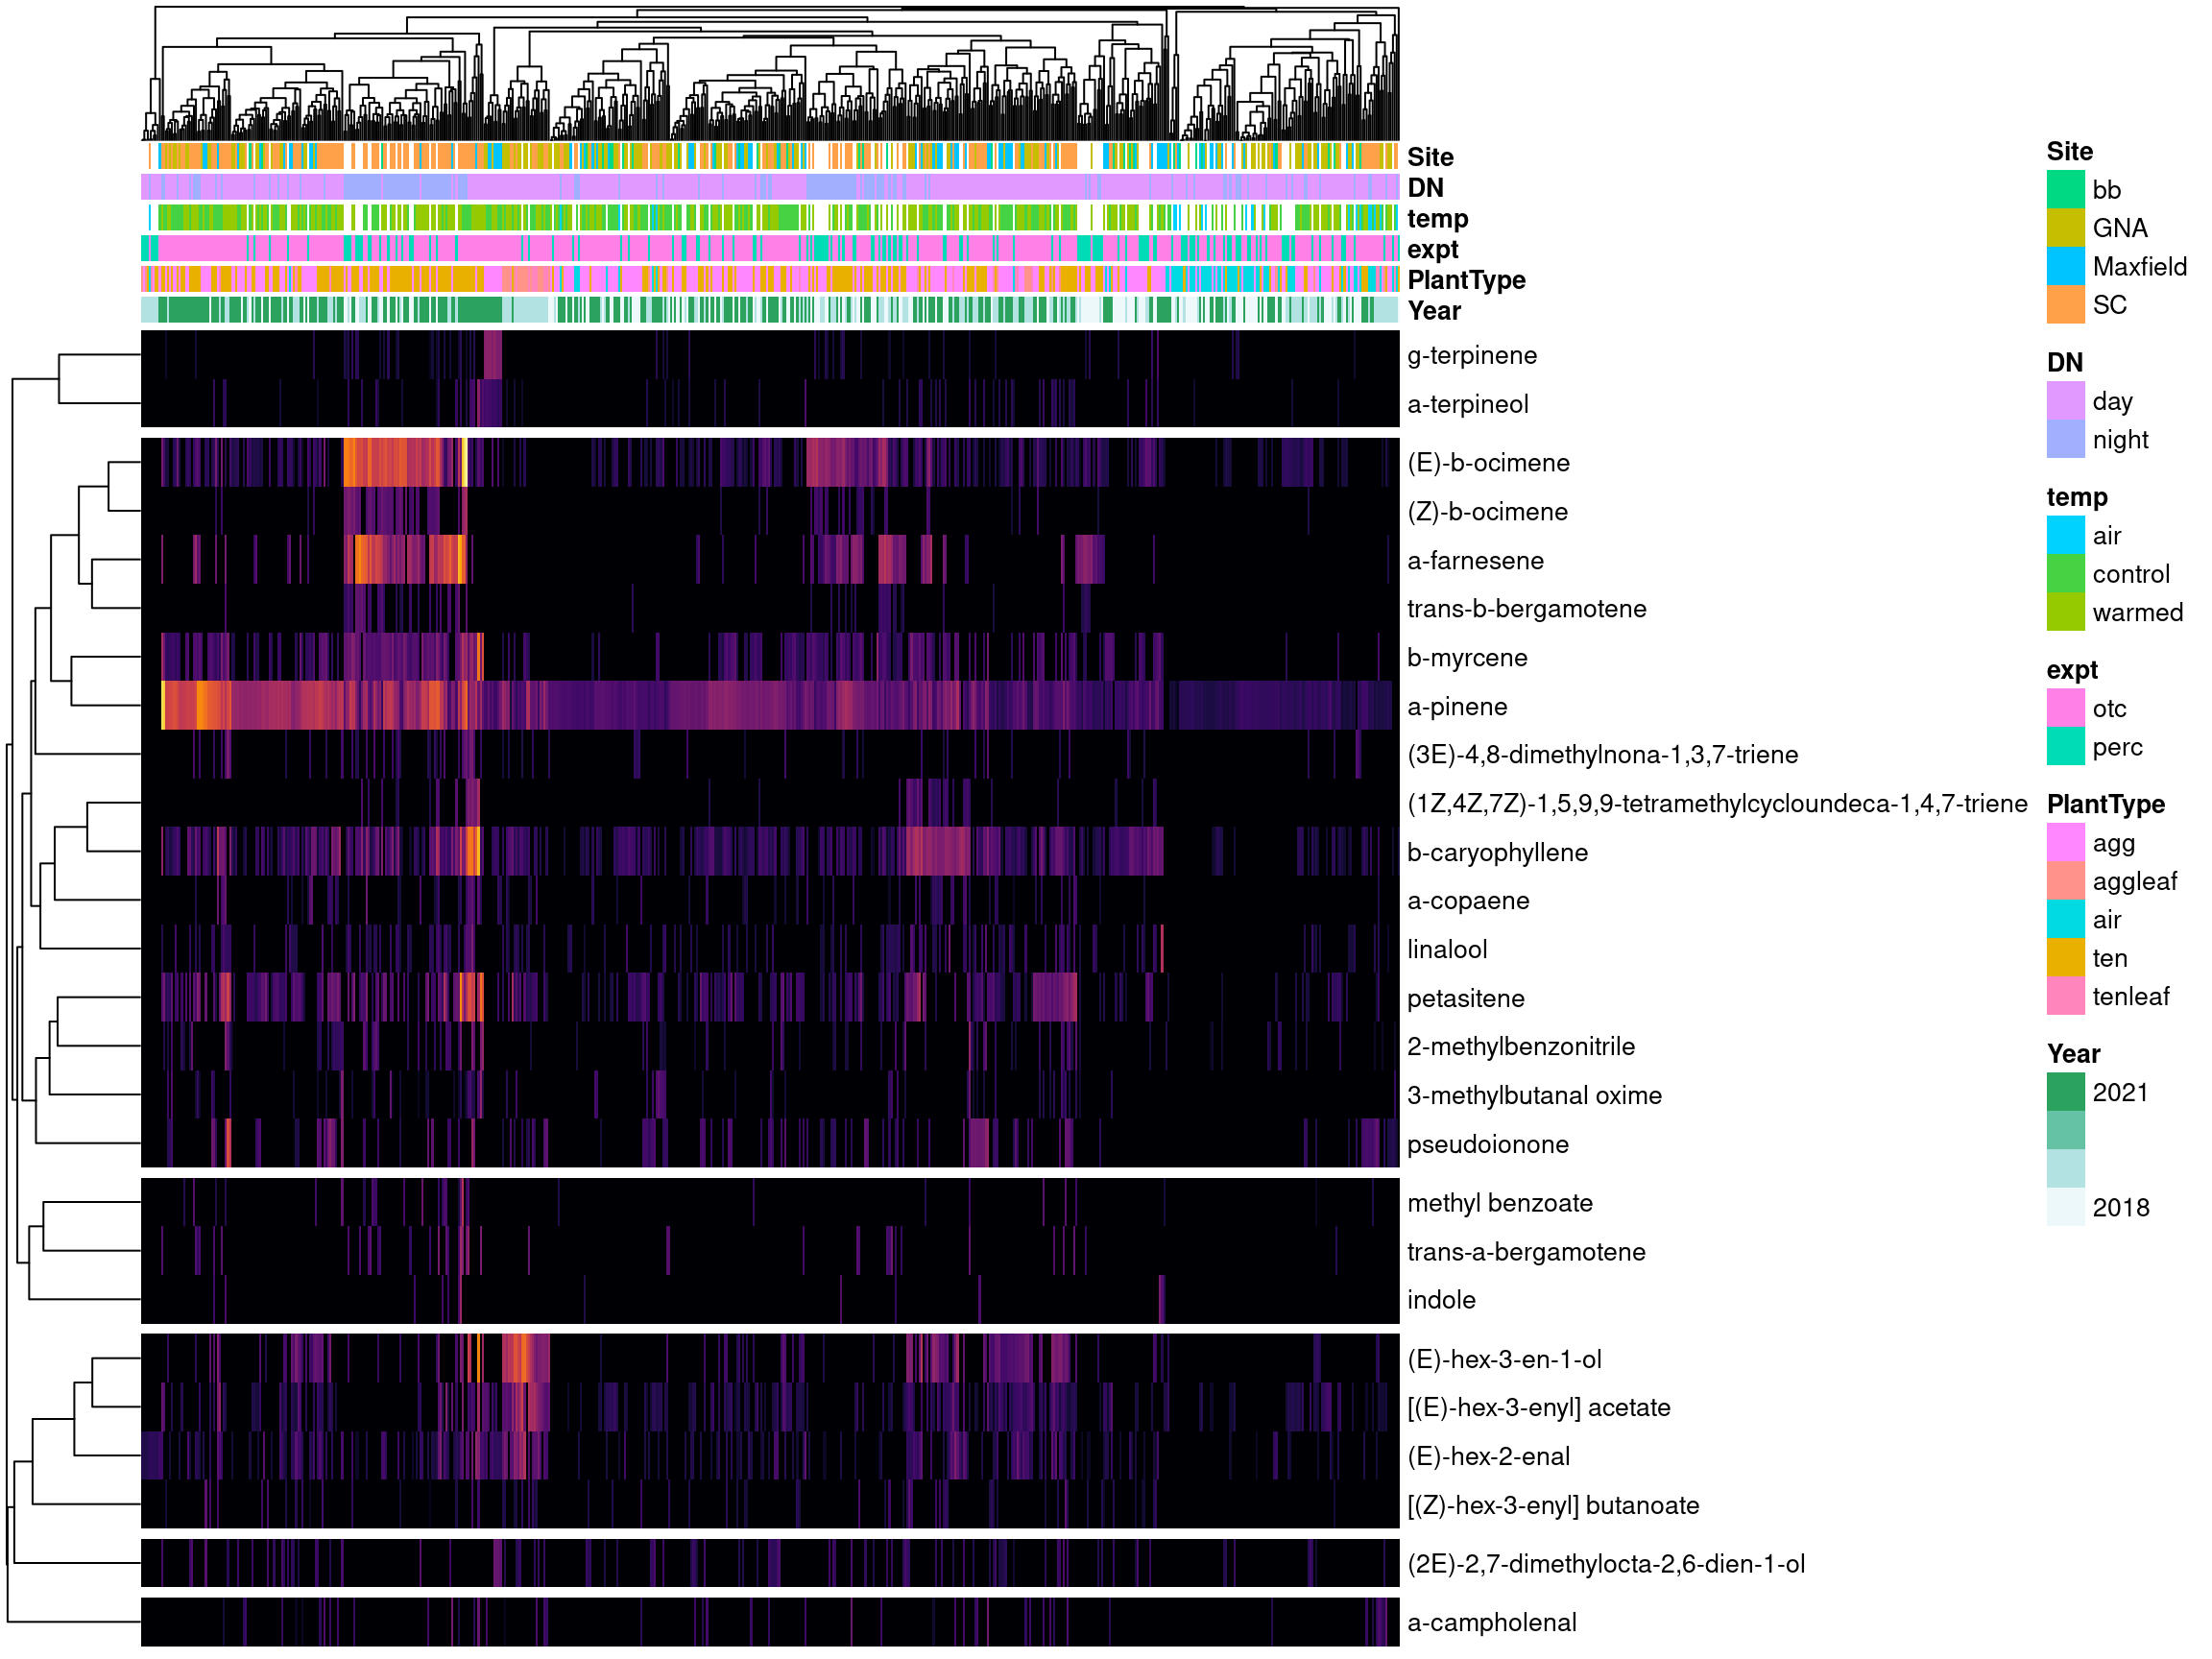 Site
DN
temp
expt
PlantType
Year
g-terpinene
a-terpineol
(E)-b-ocimene
(Z)-b-ocimene
a-farnesene
trans-b-bergamotene
b-myrcene
a-pinene
(3E)-4,8-dimethylnona-1,3,7-triene
(1Z,4Z,7Z)-1,5,9,9-tetramethylcycloundeca-1,4,7-triene
b-caryophyllene
a-copaene
linalool
petasitene
2-methylbenzonitrile
3-methylbutanal oxime
pseudoionone
methyl benzoate
trans-a-bergamotene
indole
(E)-hex-3-en-1-ol
[(E)-hex-3-enyl] acetate
(E)-hex-2-enal
[(Z)-hex-3-enyl] butanoate
(2E)-2,7-dimethylocta-2,6-dien-1-ol
a-campholenal
Site
bb
GNA
Maxfield
SC
DN
day
night
temp
air
control
warmed
expt
otc
perc
PlantType
agg
aggleaf
air
ten
tenleaf
Year
2021
2018